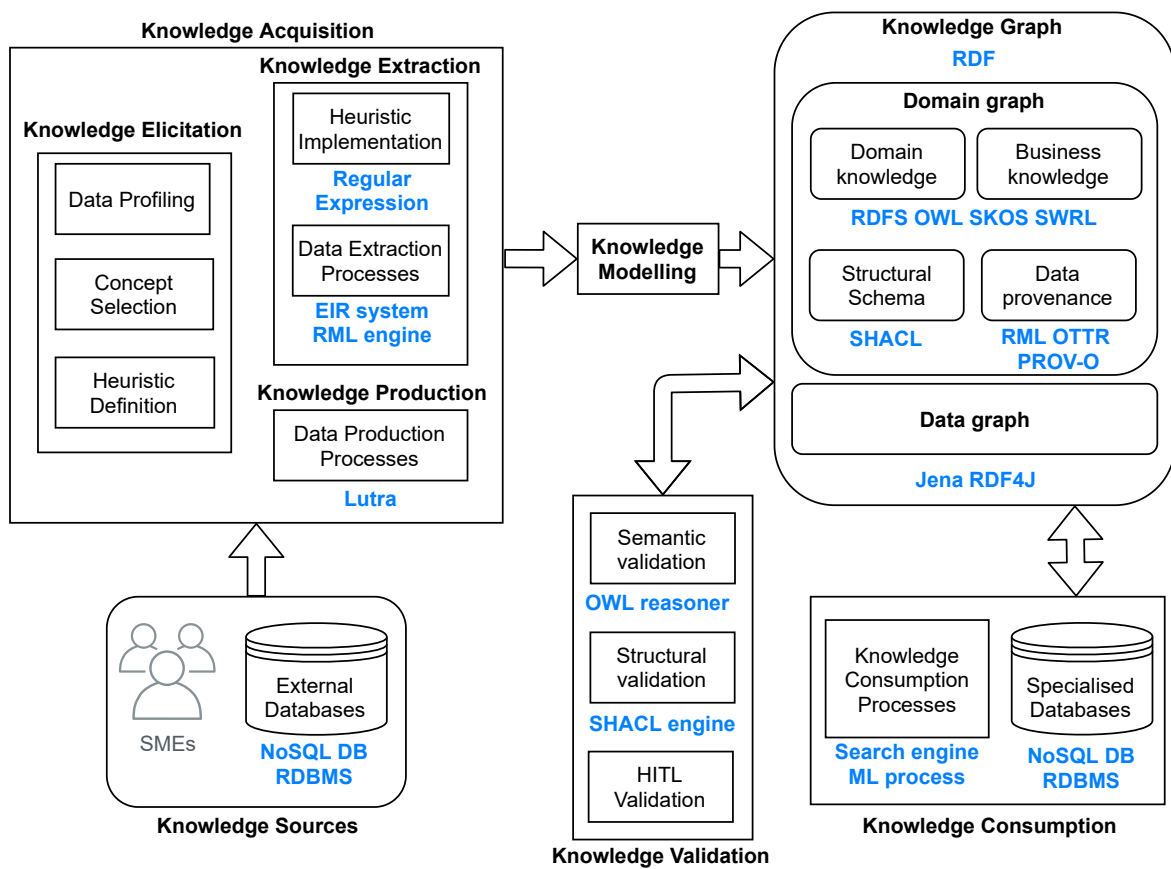 Knowledge Acquisition
Knowledge Elicitation
Data Profiling
Concept
Selection
Heuristic
Definition
Knowledge Extraction
Heuristic
Implementation
Regular
Expression
Data Extraction
Processes
EIR system
RML engine
Knowledge Production
Data Production
Processes
Lutra
SMEs
External
Databases
NoSQL DB
RDBMS
Knowledge Sources
Knowledge
Modelling
Knowledge Graph
RDF
Domain graph
Domain
knowledge
Business
knowledge
RDFS OWL SKOS SWRL
Structural
Schema
SHACL
Data
provenance
RML OTTR
PROV-O
Data graph
Jena RDF4J
Semantic
validation
OWL reasoner
Structural
validation
SHACL engine
HITL
Validation
Knowledge Validation
Knowledge
Consumption
Processes
Search engine
ML process
Specialised
Databases
NoSQL DB
RDBMS
Knowledge Consumption